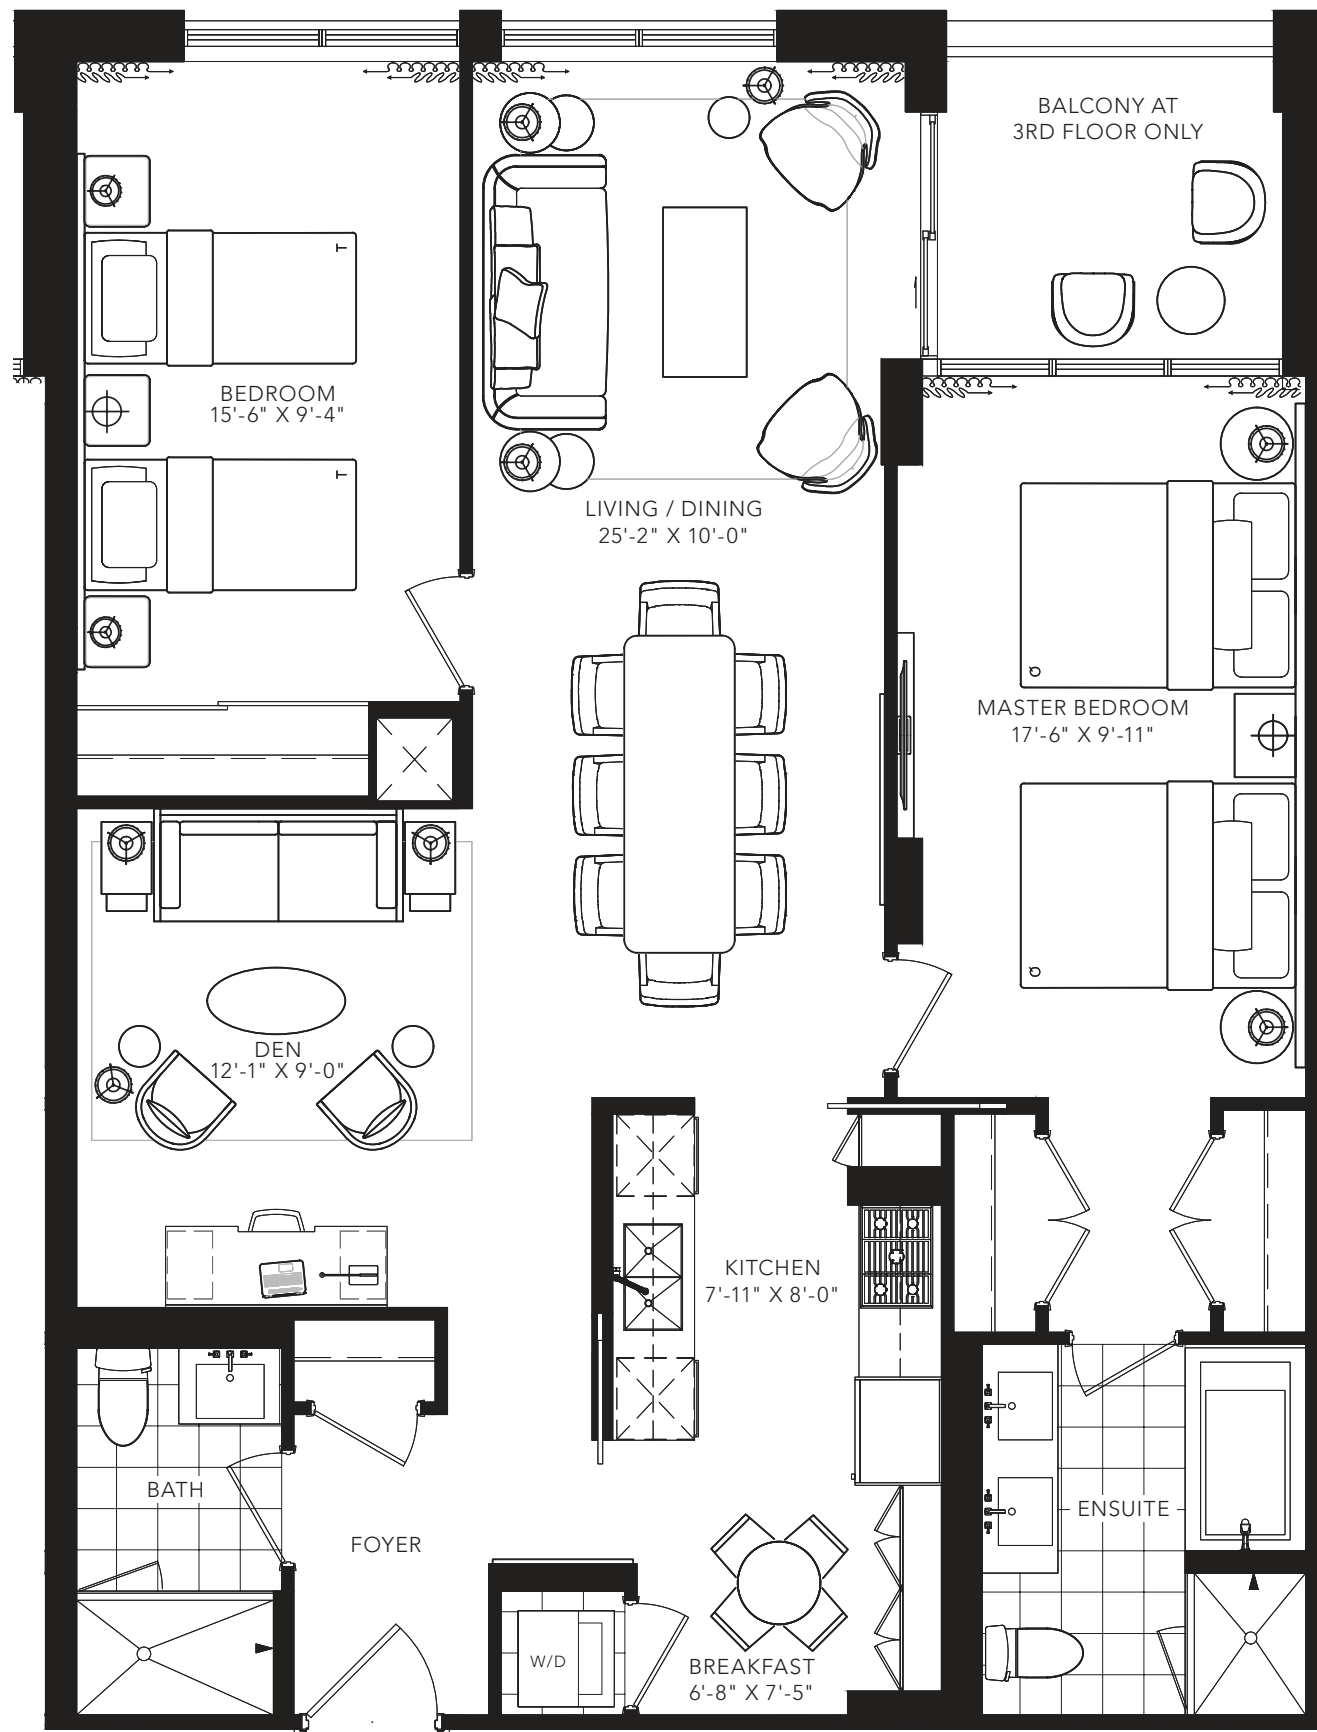 BALCONY AT
3RD FLOOR ONLY
BEDROOM
15'-6" X 9'-4"
LIVING / DINING
25'-2" X 10'-0"
MASTER BEDROOM
17'-6" X 9'-11"
DEN
12'-1" X 9'-0"
KITCHEN
7'-11" X 8'-0"
BATH
ENSUITE
FOYER
W/D
BREAKFAST
6'-8" X 7'-5"